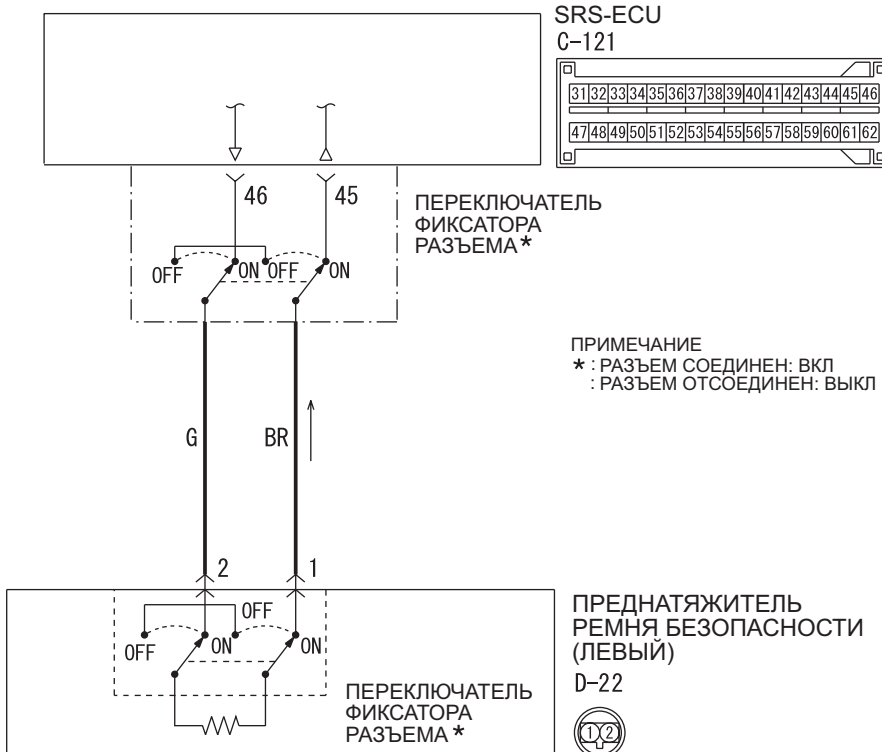 SRS-ECU
C-121
31 32 33 34 35 36 37 38 39 40 41 42 43 44 45 46
47 48 49 50 51 52 53 54 55 56 57 58 59 60 61 62
46 45
ПЕРЕКЛЮЧАТЕЛЬ
ФИКСАТОРА
РАЗЪЕМА*
OFF ON OFF ON
ПРИМЕЧАНИЕ
* : РАЗЪЕМ СОЕДИНЕН: ВКЛ
: РАЗЪЕМ ОТСОЕДИНЕН: ВЫКЛ
G BR
2 1
OFF
OFF ON ON
ПЕРЕКЛЮЧАТЕЛЬ
ФИКСАТОРА
РАЗЪЕМА*
ПРЕДНАТЯЖИТЕЛЬ
РЕМНЯ БЕЗОПАСНОСТИ
(ЛЕВЫЙ)
D-22
1 2